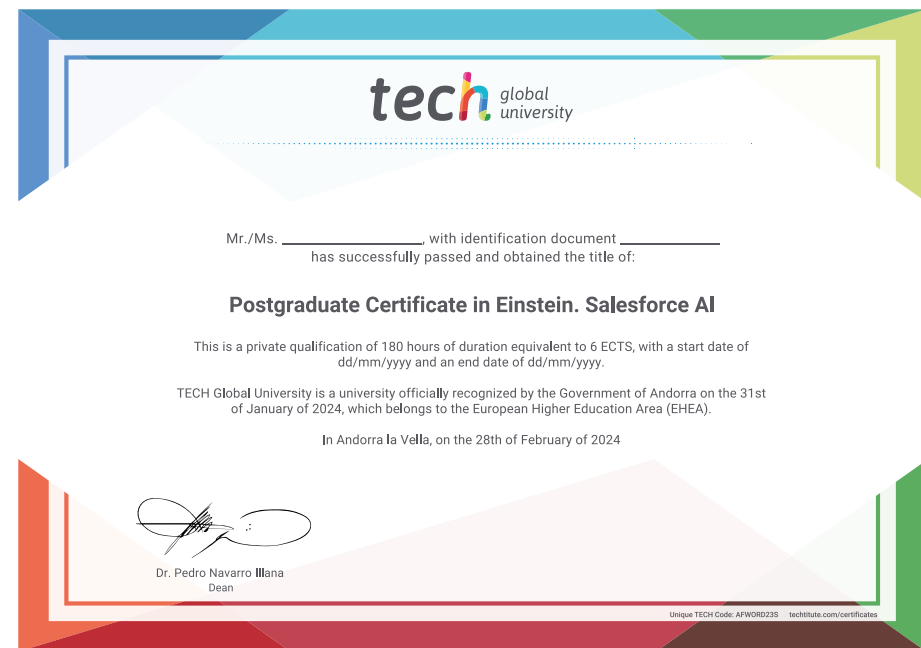 tech global university
Mr./Ms. ____________________, with identification document ______________
has successfully passed and obtained the title of:
Postgraduate Certificate in Einstein. Salesforce AI
This is a private qualification of 180 hours of duration equivalent to 6 ECTS, with a start date of
dd/mm/yyyy and an end date of dd/mm/yyyy.
TECH Global University is a university officially recognized by the Government of Andorra on the 31st
of January of 2024, which belongs to the European Higher Education Area (EHEA).
In Andorra la Vella, on the 28th of February of 2024
Dr. Pedro Navarro Illana
Dean
Unique TECH Code: AFWORD23S techtitute.com/certificates